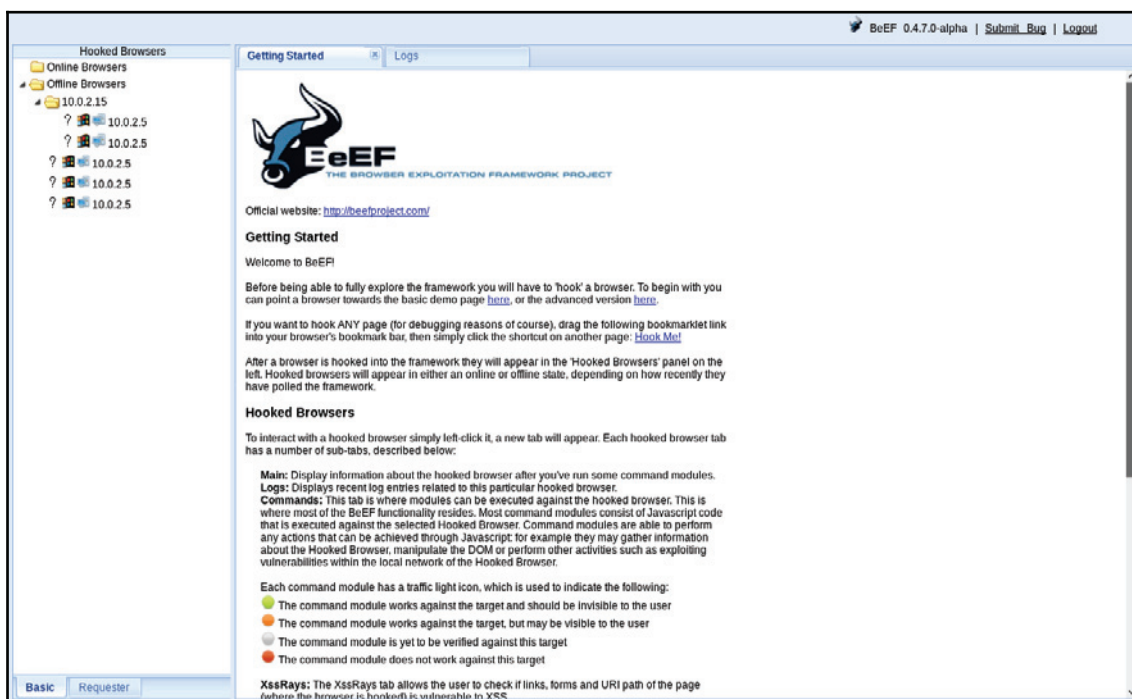 BeEF 0.4.7.0-alpha | Submit Bug | Logout
Hooked Browsers
Online Browsers
Offline Browsers
10.0.2.15
? 10.0.2.5
? 10.0.2.5
? 10.0.2.5
? 10.0.2.5
? 10.0.2.5
Basic Requester
Getting Started Logs
BeEF
THE BROWSER EXPLOITATION FRAMEWORK PROJECT
Official website: http://beefproject.com/
Getting Started
Welcome to BeEF!
Before being able to fully explore the framework you will have to 'hook' a browser. To begin with you
can point a browser towards the basic demo page here, or the advanced version here.
If you want to hook ANY page (for debugging reasons of course), drag the following bookmarklet link
into your browser's bookmark bar, then simply click the shortcut on another page: Hook Me!
After a browser is hooked into the framework they will appear in the 'Hooked Browsers' panel on the
left. Hooked browsers will appear in either an online or offline state, depending on how recently they
have polled the framework.
Hooked Browsers
To interact with a hooked browser simply left-click it, a new tab will appear. Each hooked browser tab
has a number of sub-tabs, described below:
Main: Display information about the hooked browser after you've run some command modules.
Logs: Displays recent log entries related to this particular hooked browser.
Commands: This tab is where modules can be executed against the hooked browser. This is
where most of the BeEF functionality resides. Most command modules consist of Javascript code
that is executed against the selected Hooked Browser. Command modules are able to perform
any actions that can be achieved through Javascript: for example they may gather information
about the Hooked Browser, manipulate the DOM or perform other activities such as exploiting
vulnerabilities within the local network of the Hooked Browser.
Each command module has a traffic light icon, which is used to indicate the following:
The command module works against the target and should be invisible to the user
The command module works against the target, but may be visible to the user
The command module is yet to be verified against this target
The command module does not work against this target
XssRays: The XssRays tab allows the user to check if links, forms and URI path of the page
(where the browser is hooked) is vulnerable to XSS.